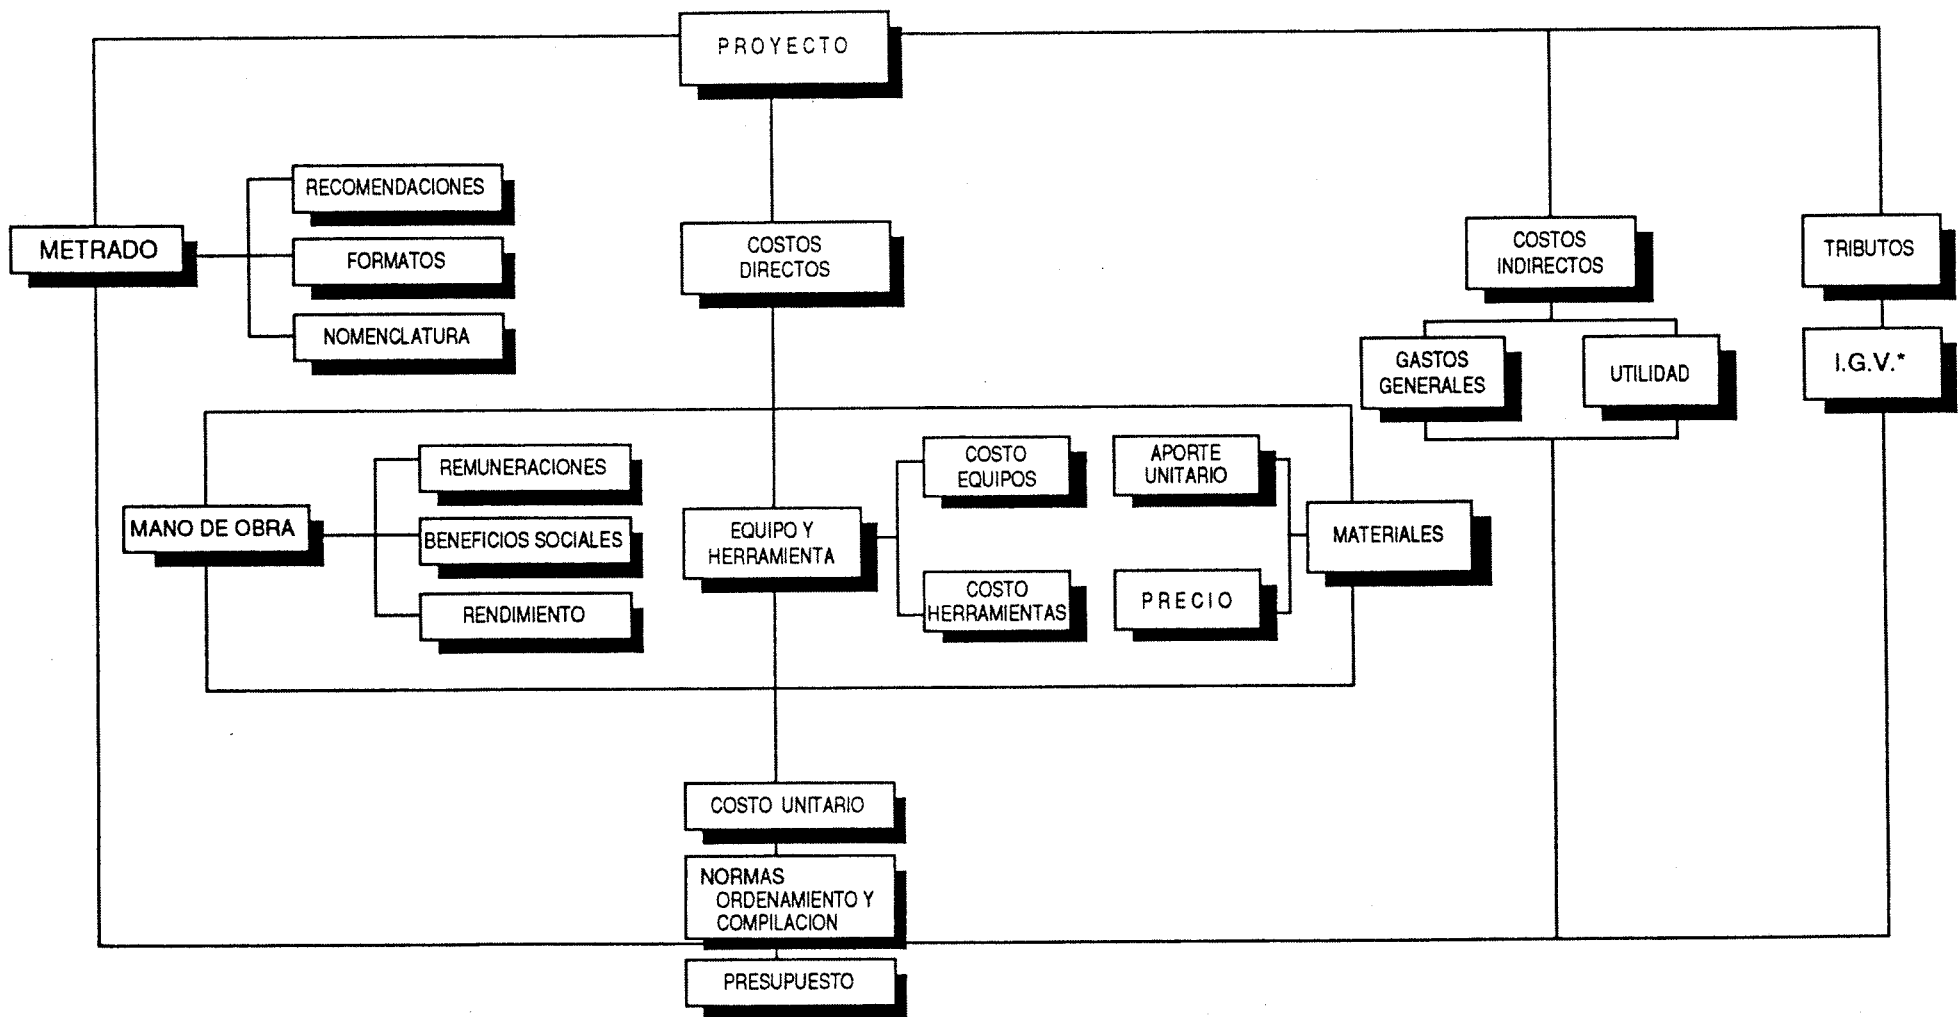 PROYECTO
RECOMENDACIONES
METRADO
FORMATOS
NOMENCLATURA
COSTOS
DIRECTOS
COSTOS
INDIRECTOS
TRIBUTOS
GASTOS
GENERALES
UTILIDAD
I.G.V.*
MANO DE OBRA
REMUNERACIONES
BENEFICIOS SOCIALES
RENDIMIENTO
EQUIPO Y
HERRAMIENTA
COSTO
EQUIPOS
COSTO
HERRAMIENTAS
APORTE
UNITARIO
PRECIO
MATERIALES
COSTO UNITARIO
NORMAS
ORDENAMIENTO Y
COMPILACION
PRESUPUESTO